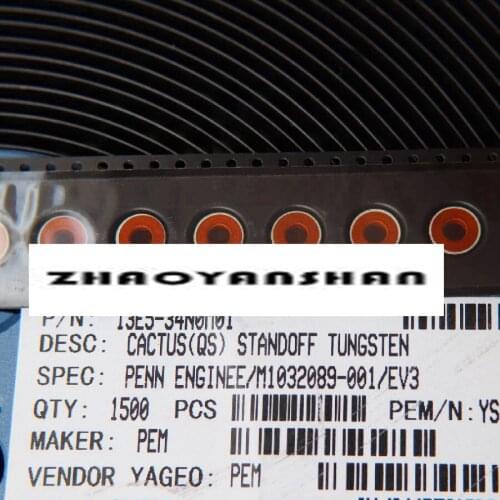 ZHAOYANSHAN
P/N: 13E5-34N0M01
DESC: CACTUS(QS) STANDOFF TUNGSTEN
SPEC: PENN ENGINEE/M1032089-001/EV3
QTY: 1500 PCS PEM/N: YS
MAKER: PEM
VENDOR YAGEO: PEM